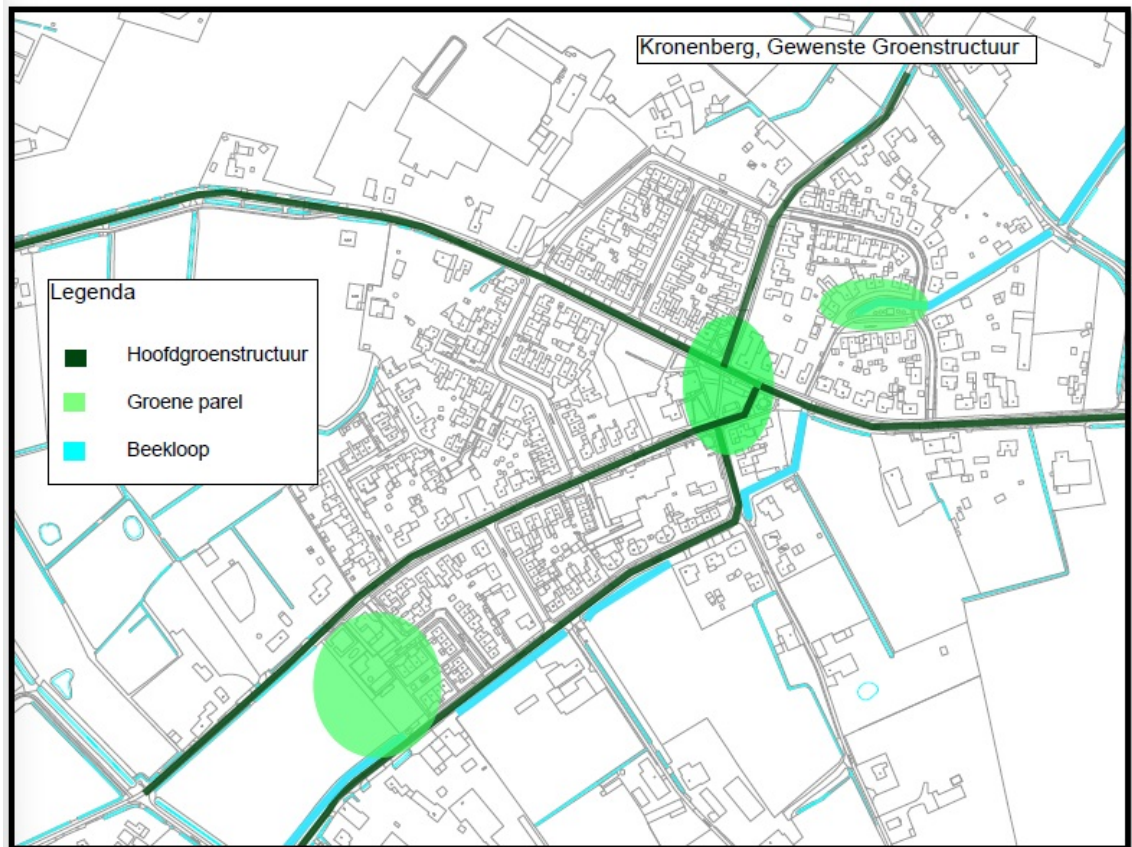 Kronenberg, Gewenste Groenstructuur
Legenda
Hoofdgroenstructuur
Groene parel
Beekloop